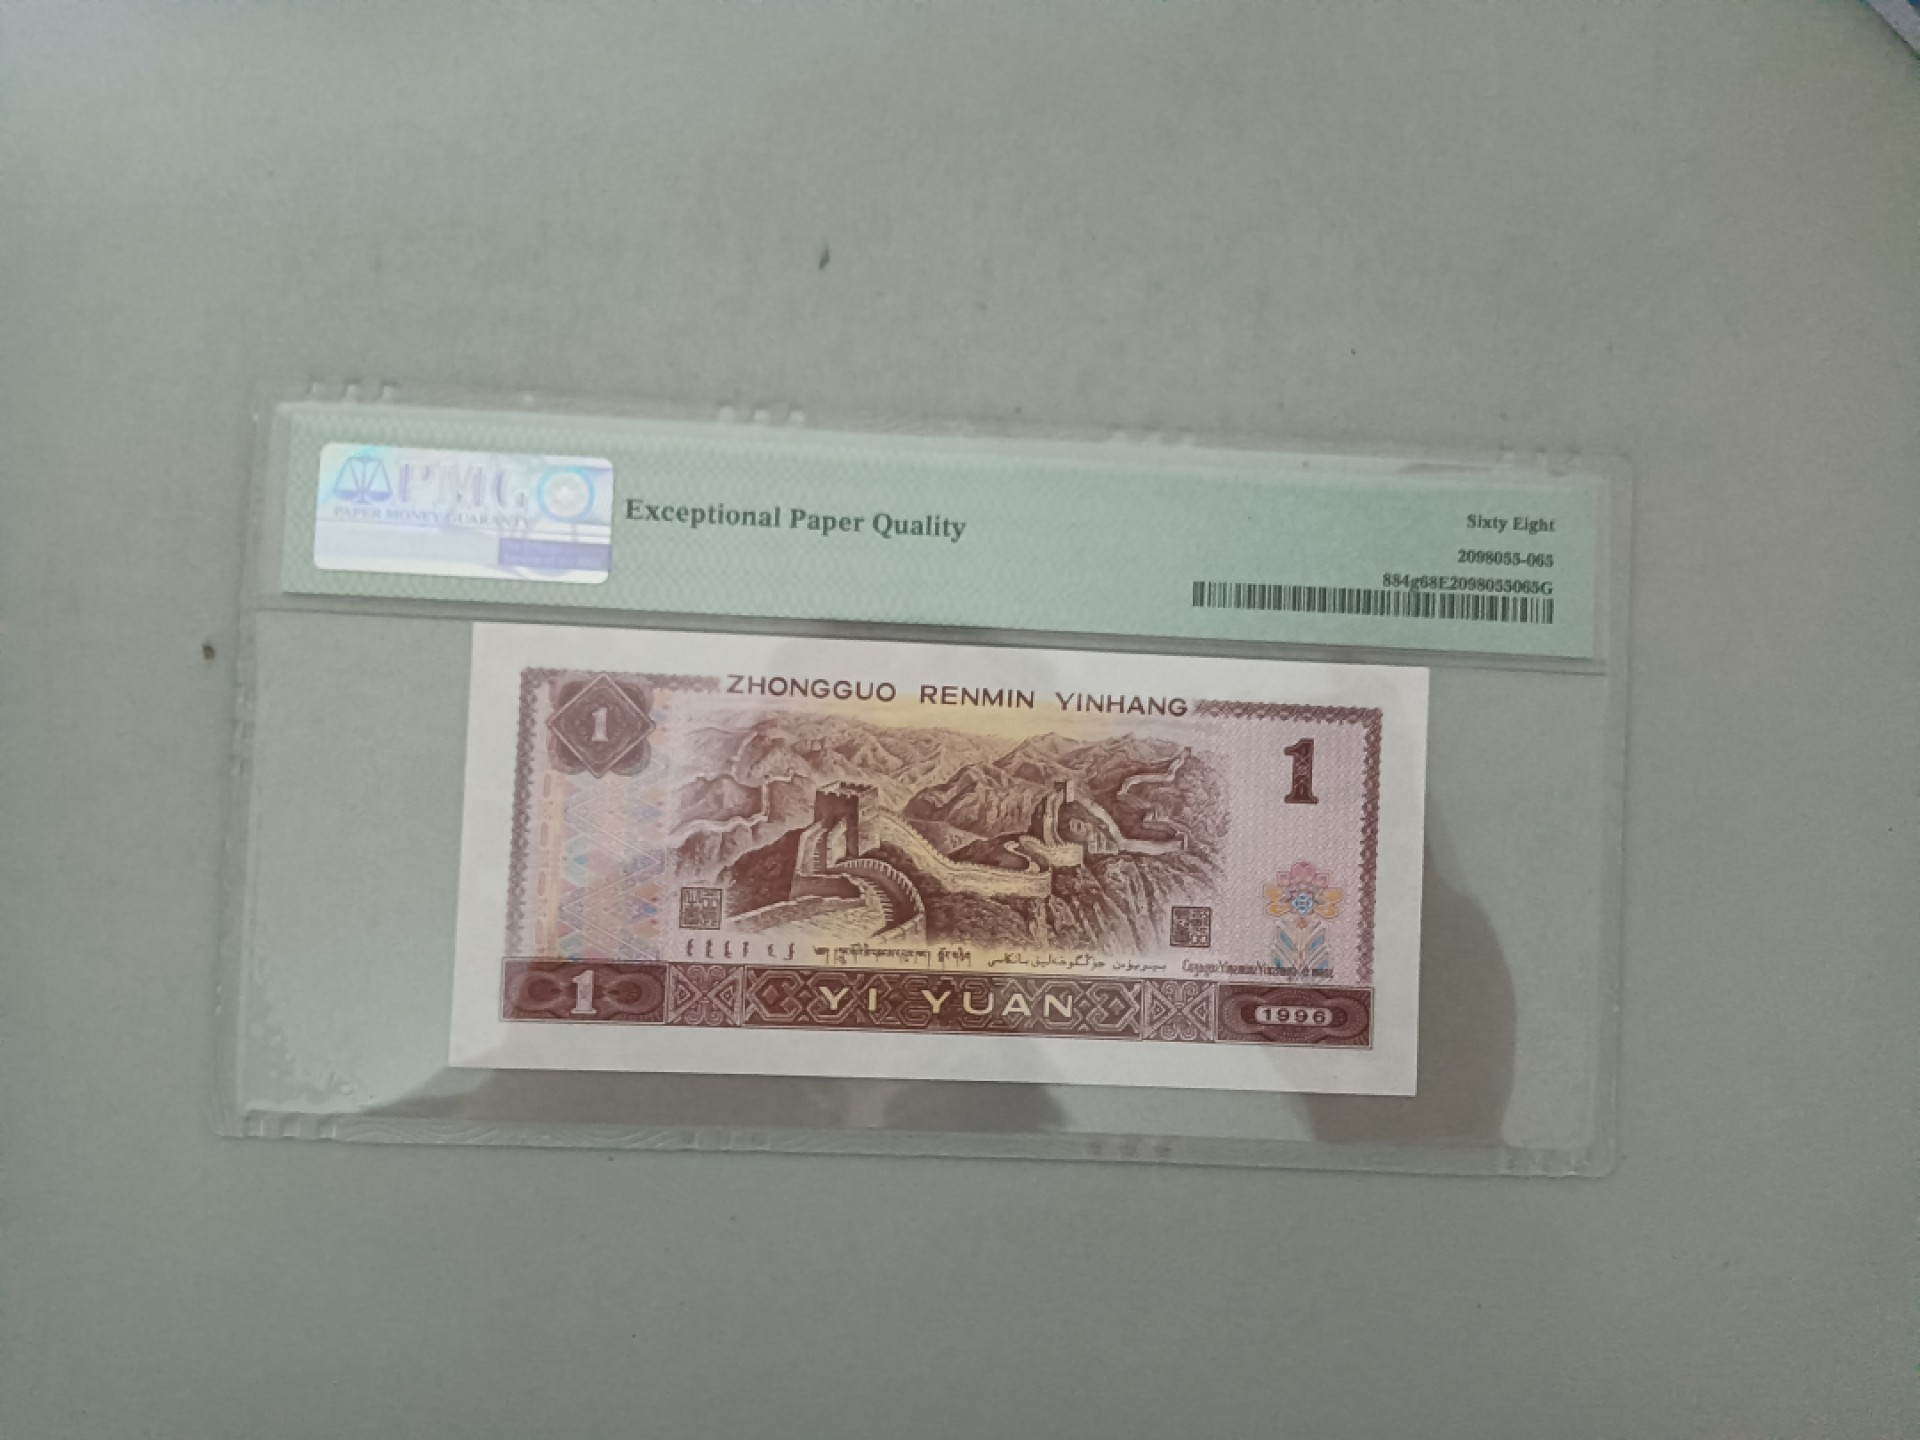 PMG
PAPER MONEY GUARANTY
Exceptional Paper Quality
Sixty Eight
2098055-065
884g68E2098055065G
ZHONGGUO RENMIN YINHANG
1
1
1
YI YUAN
1996